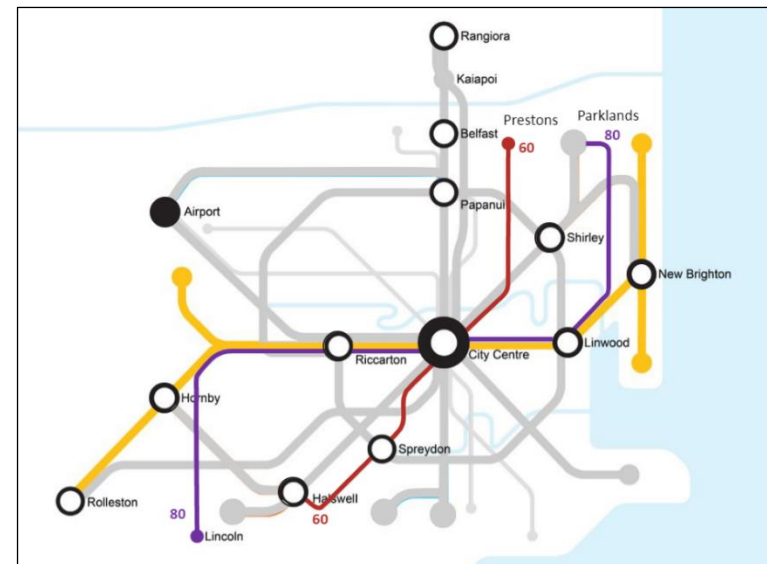 Rangiora
Kaiapoi
Prestons
Parklands
Belfast
60
80
Papanui
Airport
Shirley
New Brighton
City Centre
Linwood
Riccarton
Hornby
Spreydon
Rolleston
Halswell
80
60
Lincoln